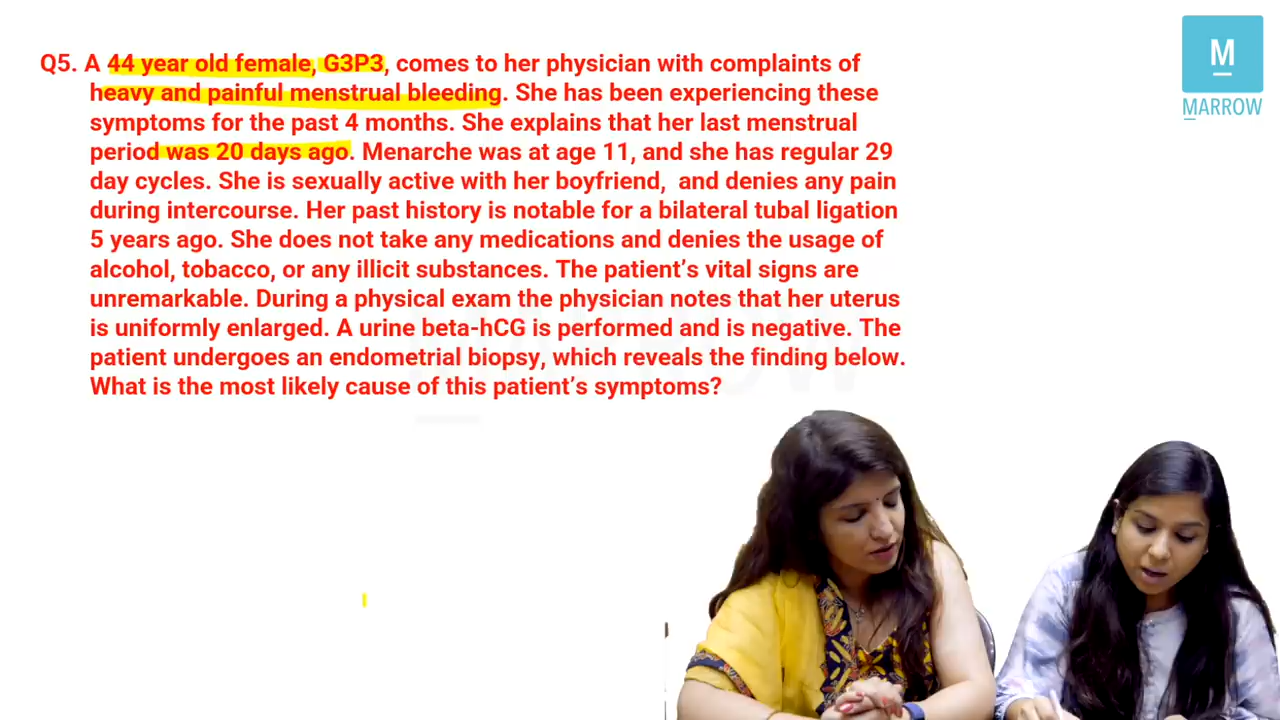 Q5. A 44 year old female, G3P3, comes to her physician with complaints of
heavy and painful menstrual bleeding. She has been experiencing these
symptoms for the past 4 months. She explains that her last menstrual
period was 20 days ago. Menarche was at age 11, and she has regular 29
day cycles. She is sexually active with her boyfriend, and denies any pain
during intercourse. Her past history is notable for a bilateral tubal ligation
5 years ago. She does not take any medications and denies the usage of
alcohol, tobacco, or any illicit substances. The patient's vital signs are
unremarkable. During a physical exam the physician notes that her uterus
is uniformly enlarged. A urine beta-hCG is performed and is negative. The
patient undergoes an endometrial biopsy, which reveals the finding below.
What is the most likely cause of this patient's symptoms?
M
MARROW